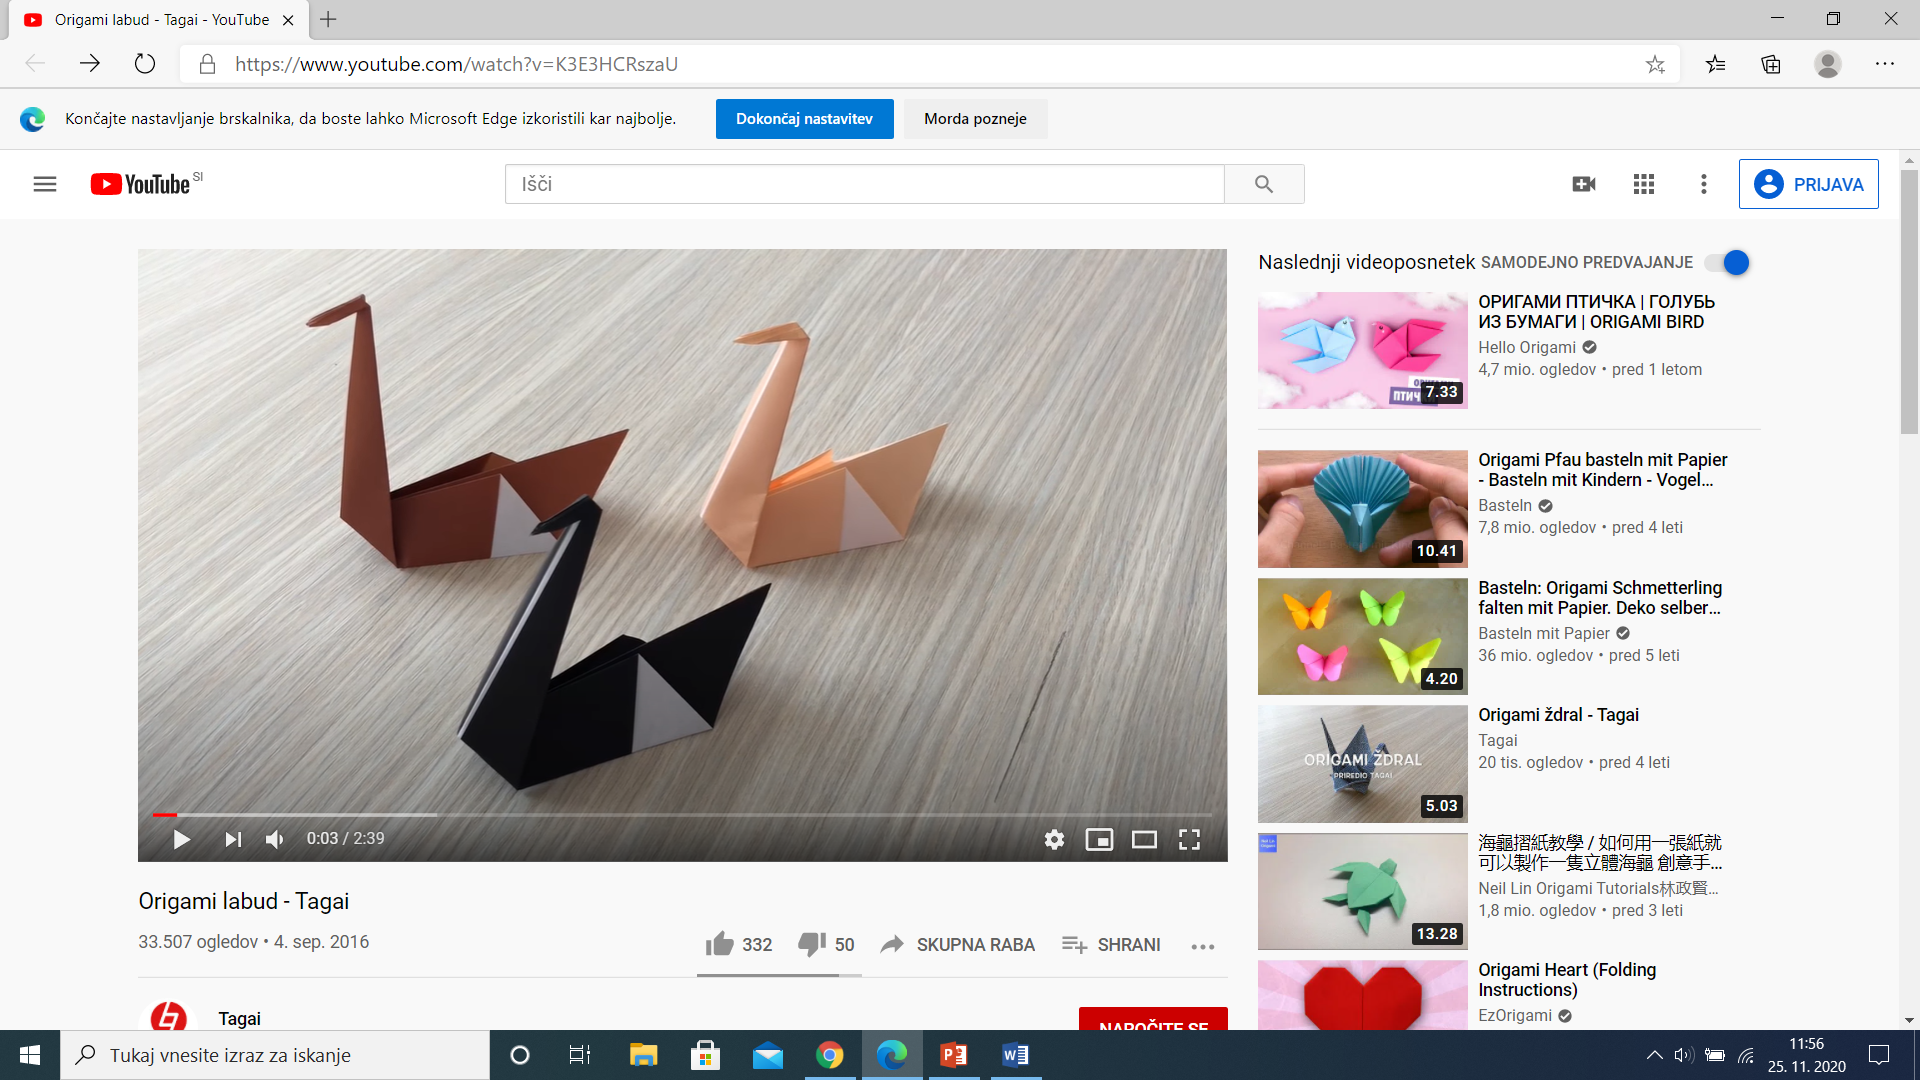 Origami labud - Tagai - YouTube
https://www.youtube.com/watch?v=K3E3HCRszaU
Končajte nastavljanje brskalnika, da boste lahko Microsoft Edge izkoristili kar najbolje.
Dokončaj nastavitev
Morda pozneje
YouTube SI
Išči
PRIJAVA
0:03 / 2:39
Origami labud - Tagai
33.507 ogledov • 4. sep. 2016
332
50
SKUPNA RABA
SHRANI
Tagai
NAROČITE SE
Naslednji videoposnetek
SAMODEJNO PREDVAJANJE
7.33
ОРИГАМИ ПТИЧКА | ГОЛУБЬ
ИЗ БУМАГИ | ORIGAMI BIRD
Hello Origami
4,7 mio. ogledov • pred 1 letom
10.41
Origami Pfau basteln mit Papier
- Basteln mit Kindern - Vogel...
Basteln
7,8 mio. ogledov • pred 4 leti
4.20
Basteln: Origami Schmetterling
falten mit Papier. Deko selber...
Basteln mit Papier
36 mio. ogledov • pred 5 leti
ORIGAMI ŽDRAL
PRIREDIO TAGAI
5.03
Origami ždral - Tagai
Tagai
20 tis. ogledov • pred 4 leti
13.28
海龜摺紙教學 / 如何用一張紙就
可以製作一隻立體海龜 創意手...
Neil Lin Origami Tutorials林政賢...
1,8 mio. ogledov • pred 3 leti
Origami Heart (Folding
Instructions)
EzOrigami
Tukaj vnesite izraz za iskanje
11:56
25. 11. 2020